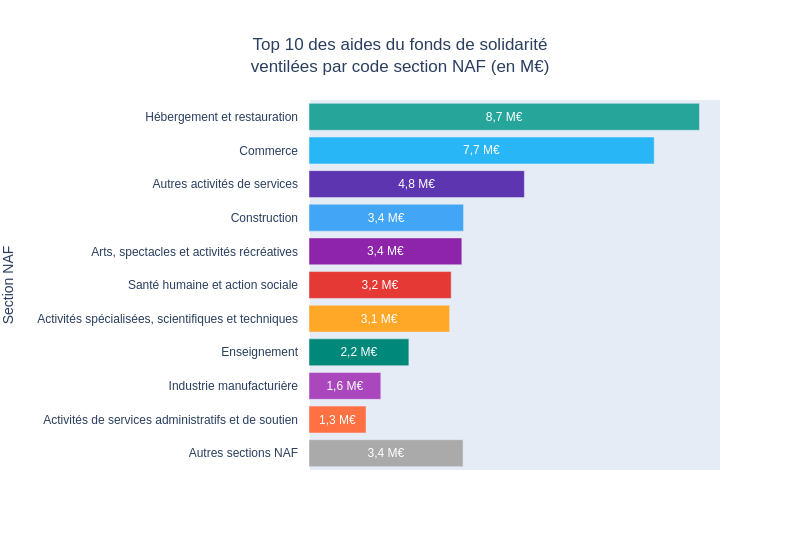 Top 10 des aides du fonds de solidarité
ventilées par code section NAF (en M€)
Section NAF
Hébergement et restauration 8,7 M€
Commerce 7,7 M€
Autres activités de services 4,8 M€
Construction 3,4 M€
Arts, spectacles et activités récréatives 3,4 M€
Santé humaine et action sociale 3,2 M€
Activités spécialisées, scientifiques et techniques 3,1 M€
Enseignement 2,2 M€
Industrie manufacturière 1,6 M€
Activités de services administratifs et de soutien 1,3 M€
Autres sections NAF 3,4 M€